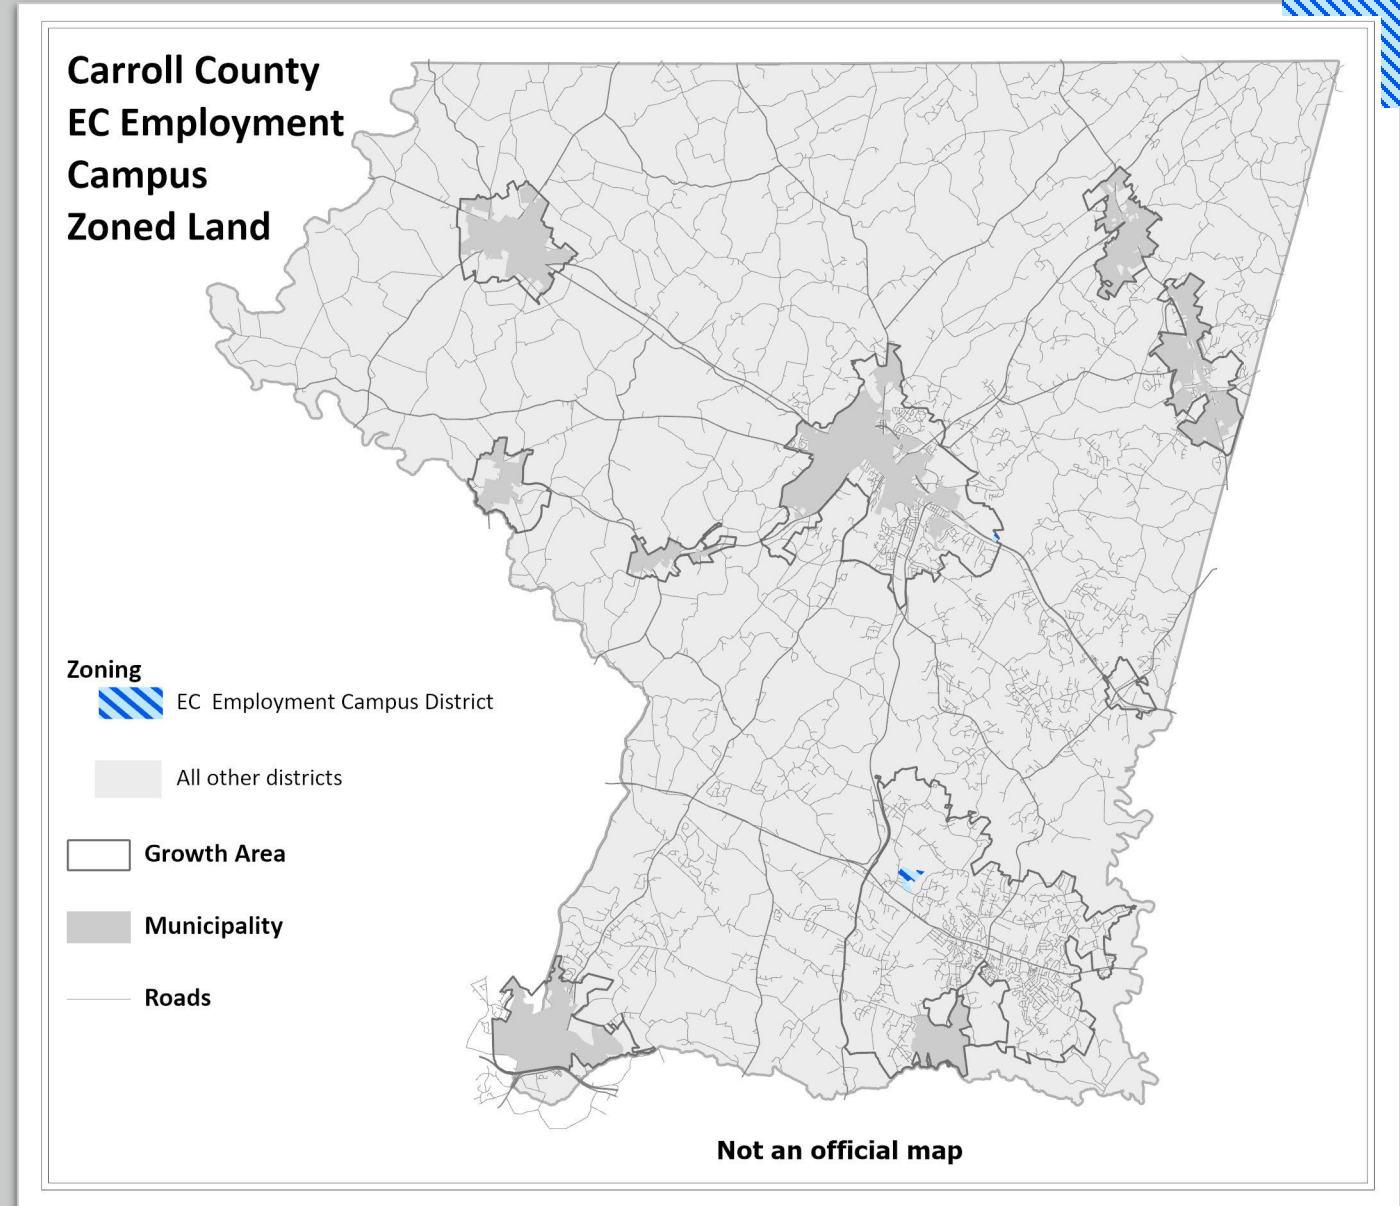 Carroll County
EC Employment
Campus
Zoned Land
Zoning
EC  Employment Campus District
All other districts
Growth Area
Municipality
Roads
Not an official map